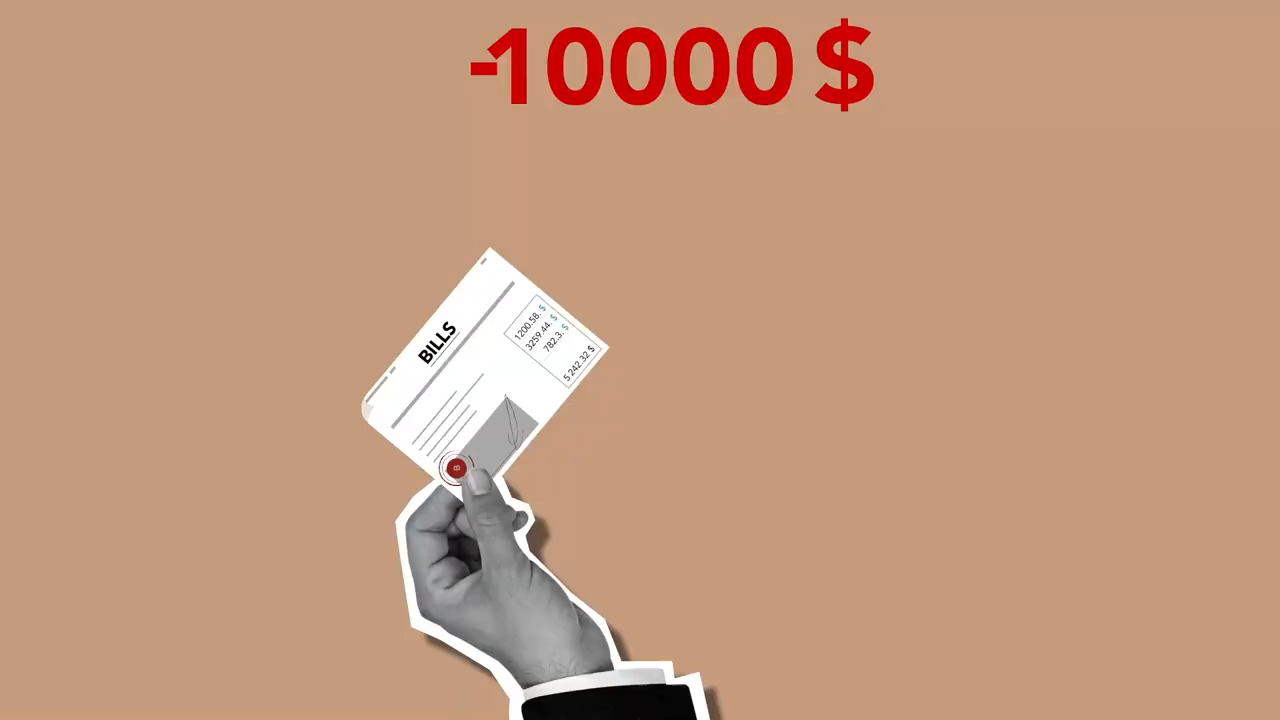 -10000 $
BILLS
1200.58. $
3259.44. $
782.3. $
5 242.32 $
B